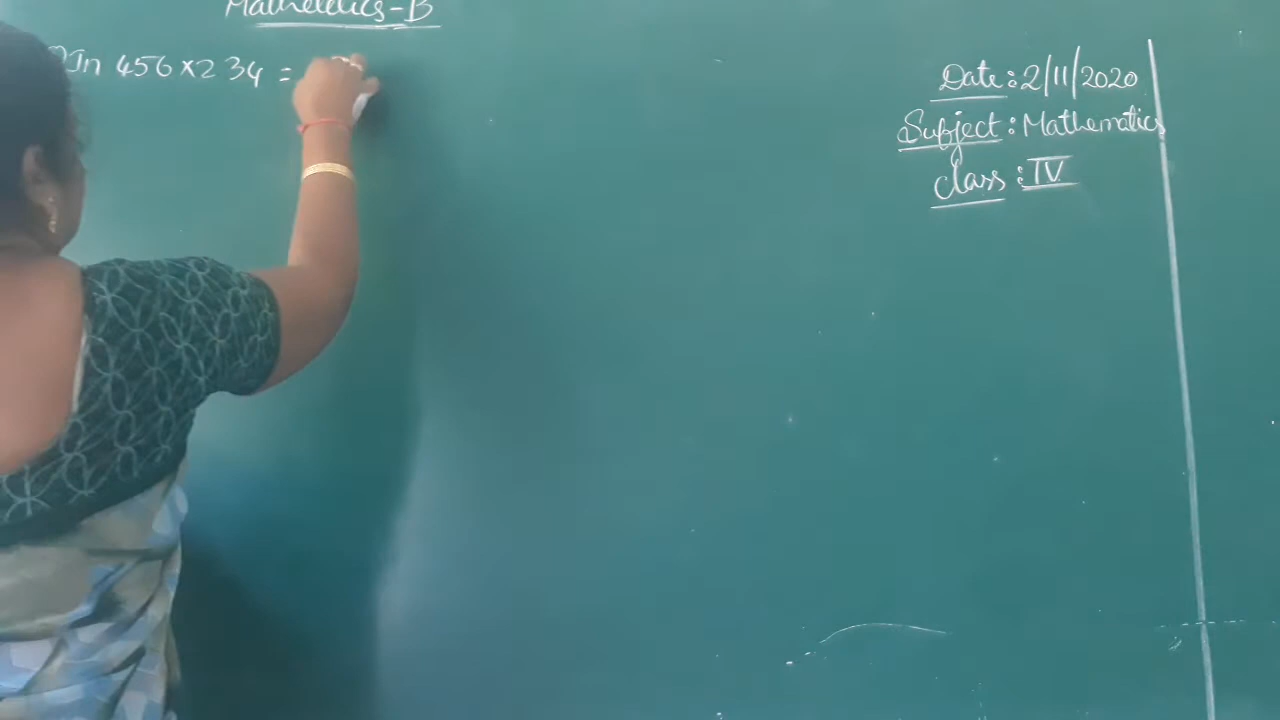 Mathematics-B
In 456×234 =
Date: 2/11/2020
Subject: Mathematics
Class: IV